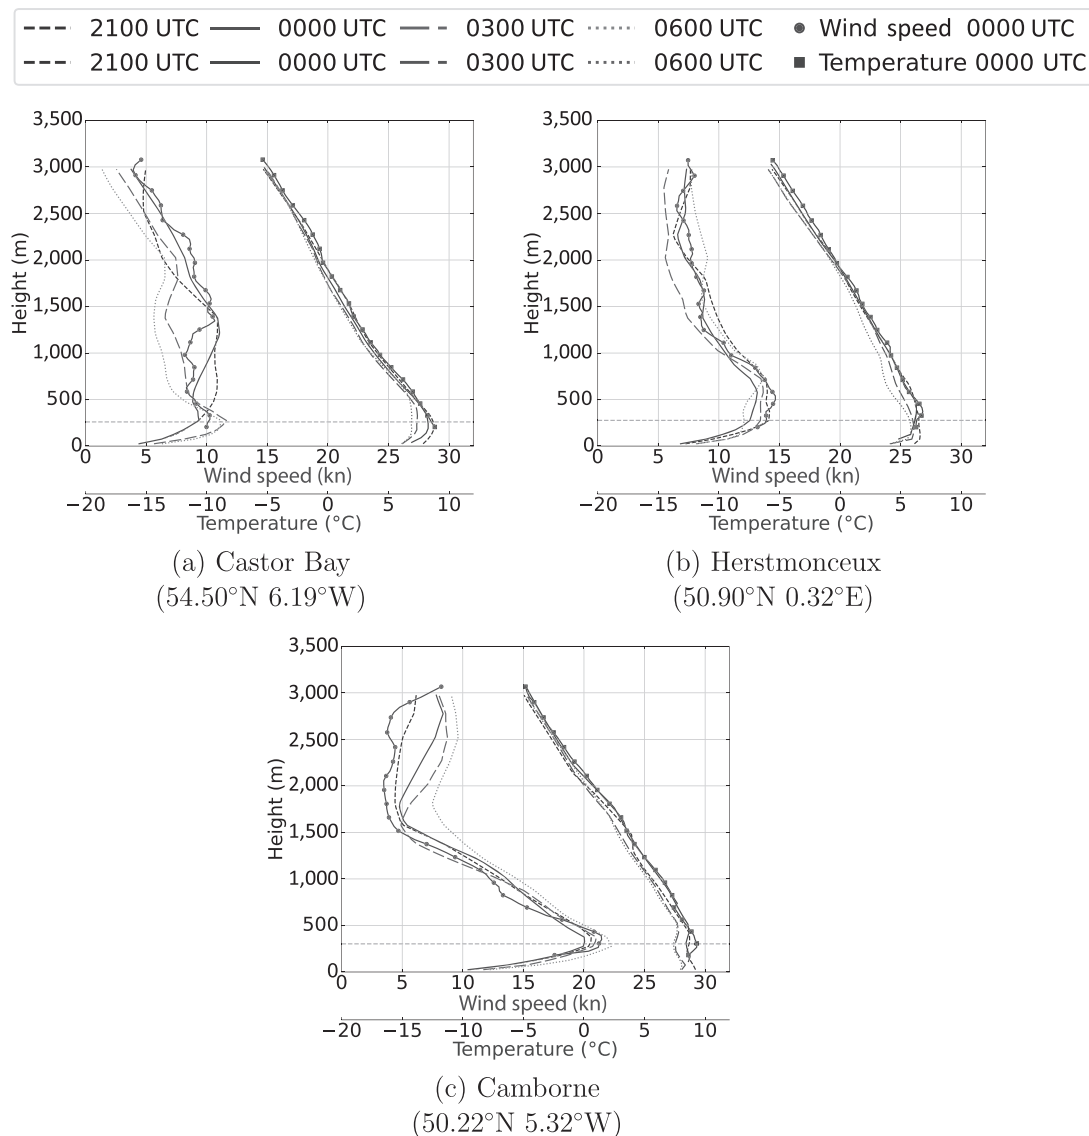 2100 UTC 0000 UTC 0300 UTC 0600 UTC Wind speed 0000 UTC
2100 UTC 0000 UTC 0300 UTC 0600 UTC Temperature 0000 UTC
3,500
3,000
2,500
2,000
1,500
1,000
500
0
Height (m)
0 5 10 15 20 25 30
Wind speed (kn)
−20 −15 −10 −5 0 5 10
Temperature (°C)
(a) Castor Bay
(54.50°N 6.19°W)
3,500
3,000
2,500
2,000
1,500
1,000
500
0
Height (m)
0 5 10 15 20 25 30
Wind speed (kn)
−20 −15 −10 −5 0 5 10
Temperature (°C)
(b) Herstmonceux
(50.90°N 0.32°E)
3,500
3,000
2,500
2,000
1,500
1,000
500
0
Height (m)
0 5 10 15 20 25 30
Wind speed (kn)
−20 −15 −10 −5 0 5 10
Temperature (°C)
(c) Camborne
(50.22°N 5.32°W)